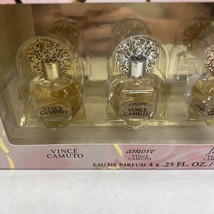 VINCE
CAMUTO
amore
VINCE
CAMUTO
EAU DE PARFUM 4 x .25 FL. OZ.